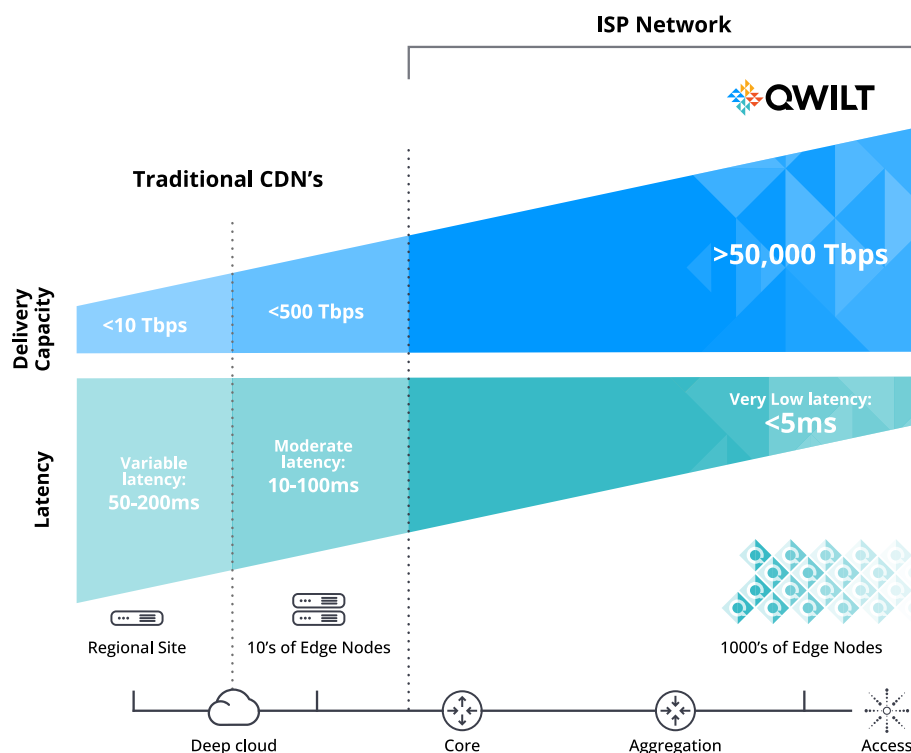 ISP Network
QWILT
Traditional CDN's
Delivery
Capacity
<10 Tbps
<500 Tbps
>50,000 Tbps
Latency
Variable
latency:
50-200ms
Moderate
latency:
10-100ms
Very Low latency:
<5ms
Regional Site
10's of Edge Nodes
1000's of Edge Nodes
Deep cloud
Core
Aggregation
Access